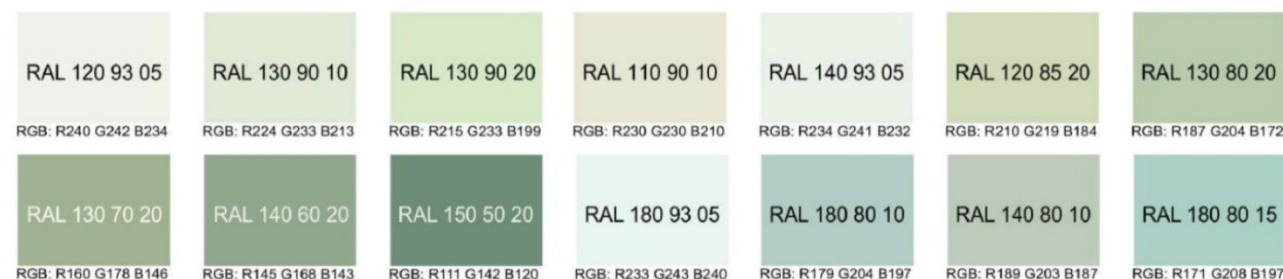 RAL 120 93 05 RAL 130 90 10 RAL 130 90 20 RAL 110 90 10 RAL 140 93 05 RAL 120 85 20 RAL 130 80 20
RGB: R240 G242 B234 RGB: R224 G233 B213 RGB: R215 G233 B199 RGB: R230 G230 B210 RGB: R234 G241 B232 RGB: R210 G219 B184 RGB: R187 G204 B172
RAL 130 70 20 RAL 140 60 20 RAL 150 50 20 RAL 180 93 05 RAL 180 80 10 RAL 140 80 10 RAL 180 80 15
RGB: R160 G178 B146 RGB: R145 G168 B143 RGB: R111 G142 B120 RGB: R233 G243 B240 RGB: R179 G204 B197 RGB: R189 G203 B187 RGB: R171 G208 B197